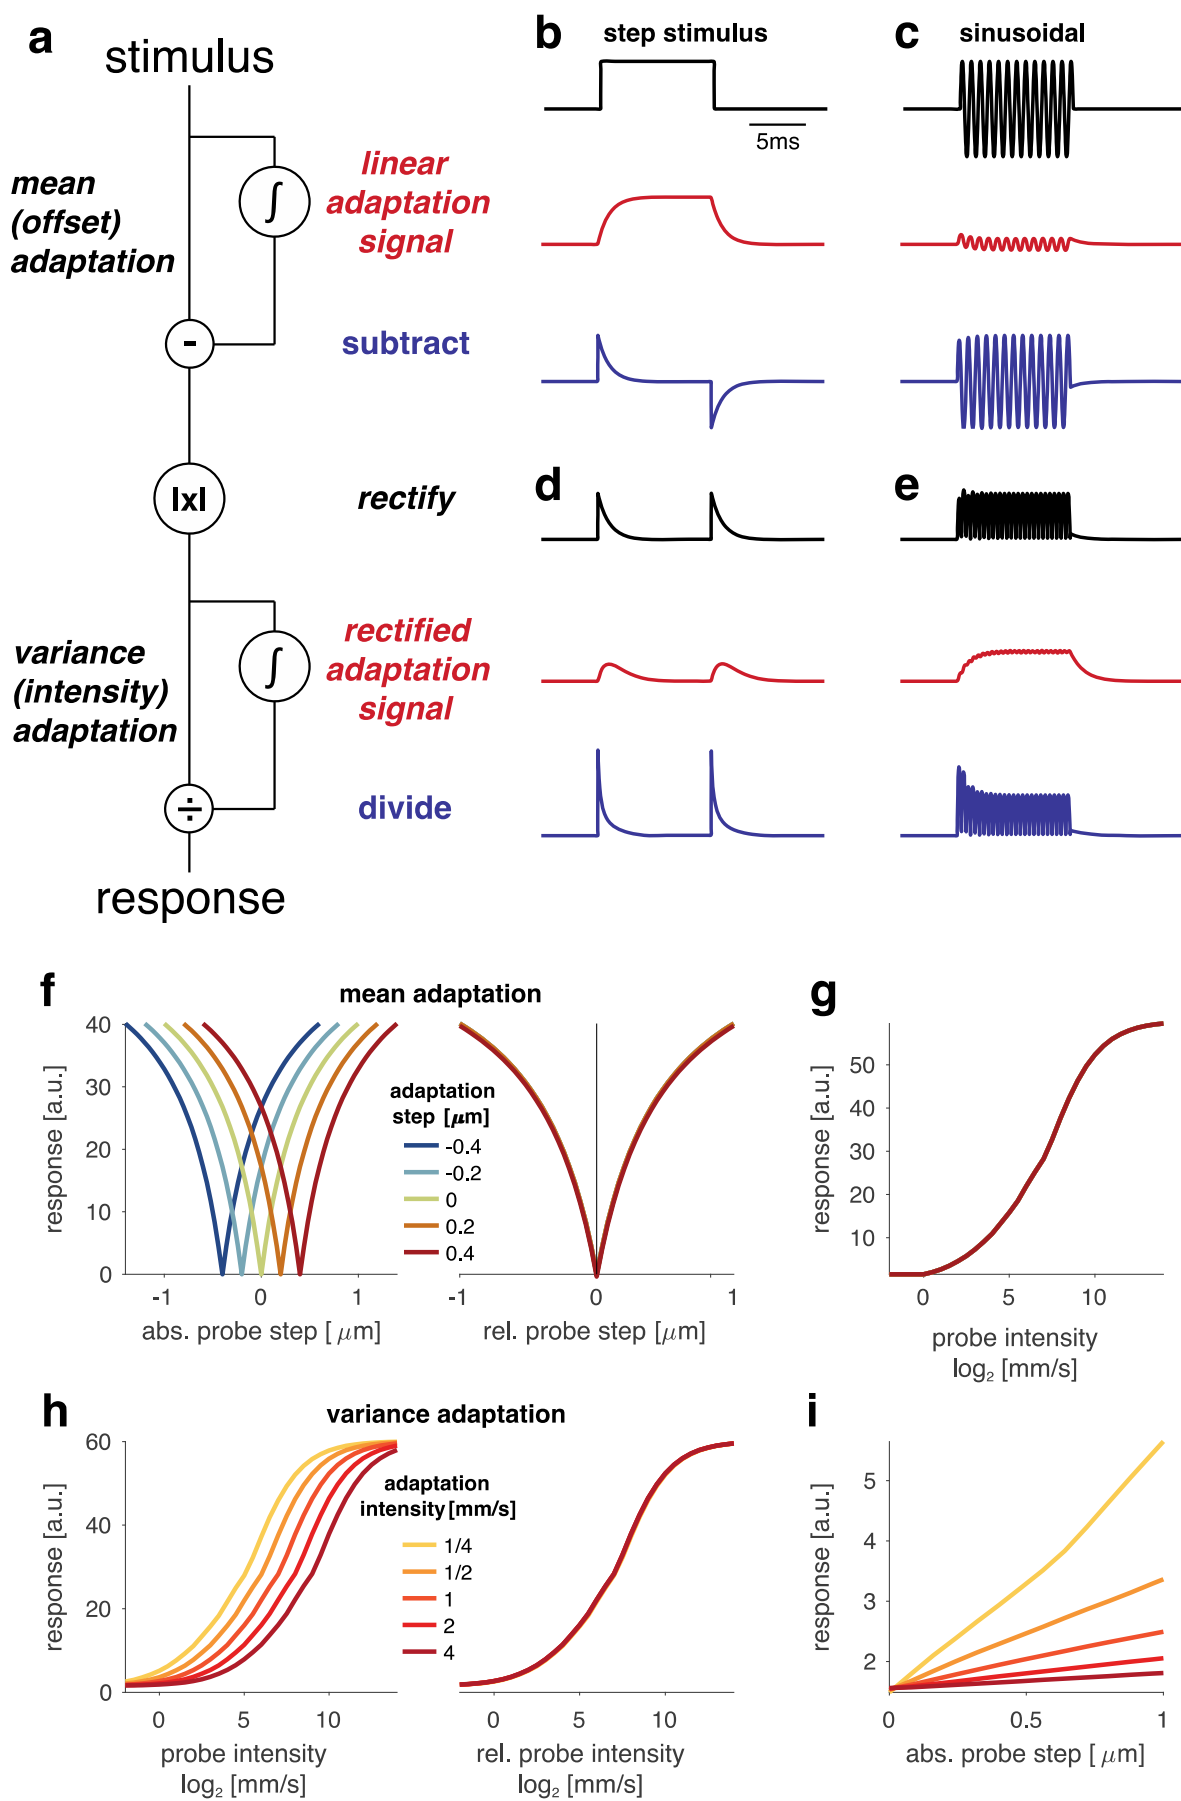 a
stimulus
mean
(offset)
adaptation
∫
linear
adaptation
signal
-
subtract
|x|
rectify
variance
(intensity)
adaptation
∫
rectified
adaptation
signal
÷
divide
response
b
step stimulus
5ms
c
sinusoidal
d
e
f
mean adaptation
response [a.u.]
40
30
20
10
0
-1
0
1
abs. probe step [ μm]
adaptation
step [μm]
-0.4
-0.2
0
0.2
0.4
-1
0
1
rel. probe step [μm]
g
response [a.u.]
50
40
30
20
10
0
5
10
probe intensity
log₂ [mm/s]
h
variance adaptation
response [a.u.]
60
40
20
0
0
5
10
probe intensity
log₂ [mm/s]
adaptation
intensity [mm/s]
1/4
1/2
1
2
4
0
5
10
rel. probe intensity
log₂ [mm/s]
i
response [a.u.]
5
4
3
2
0
0.5
1
abs. probe step [ μm]